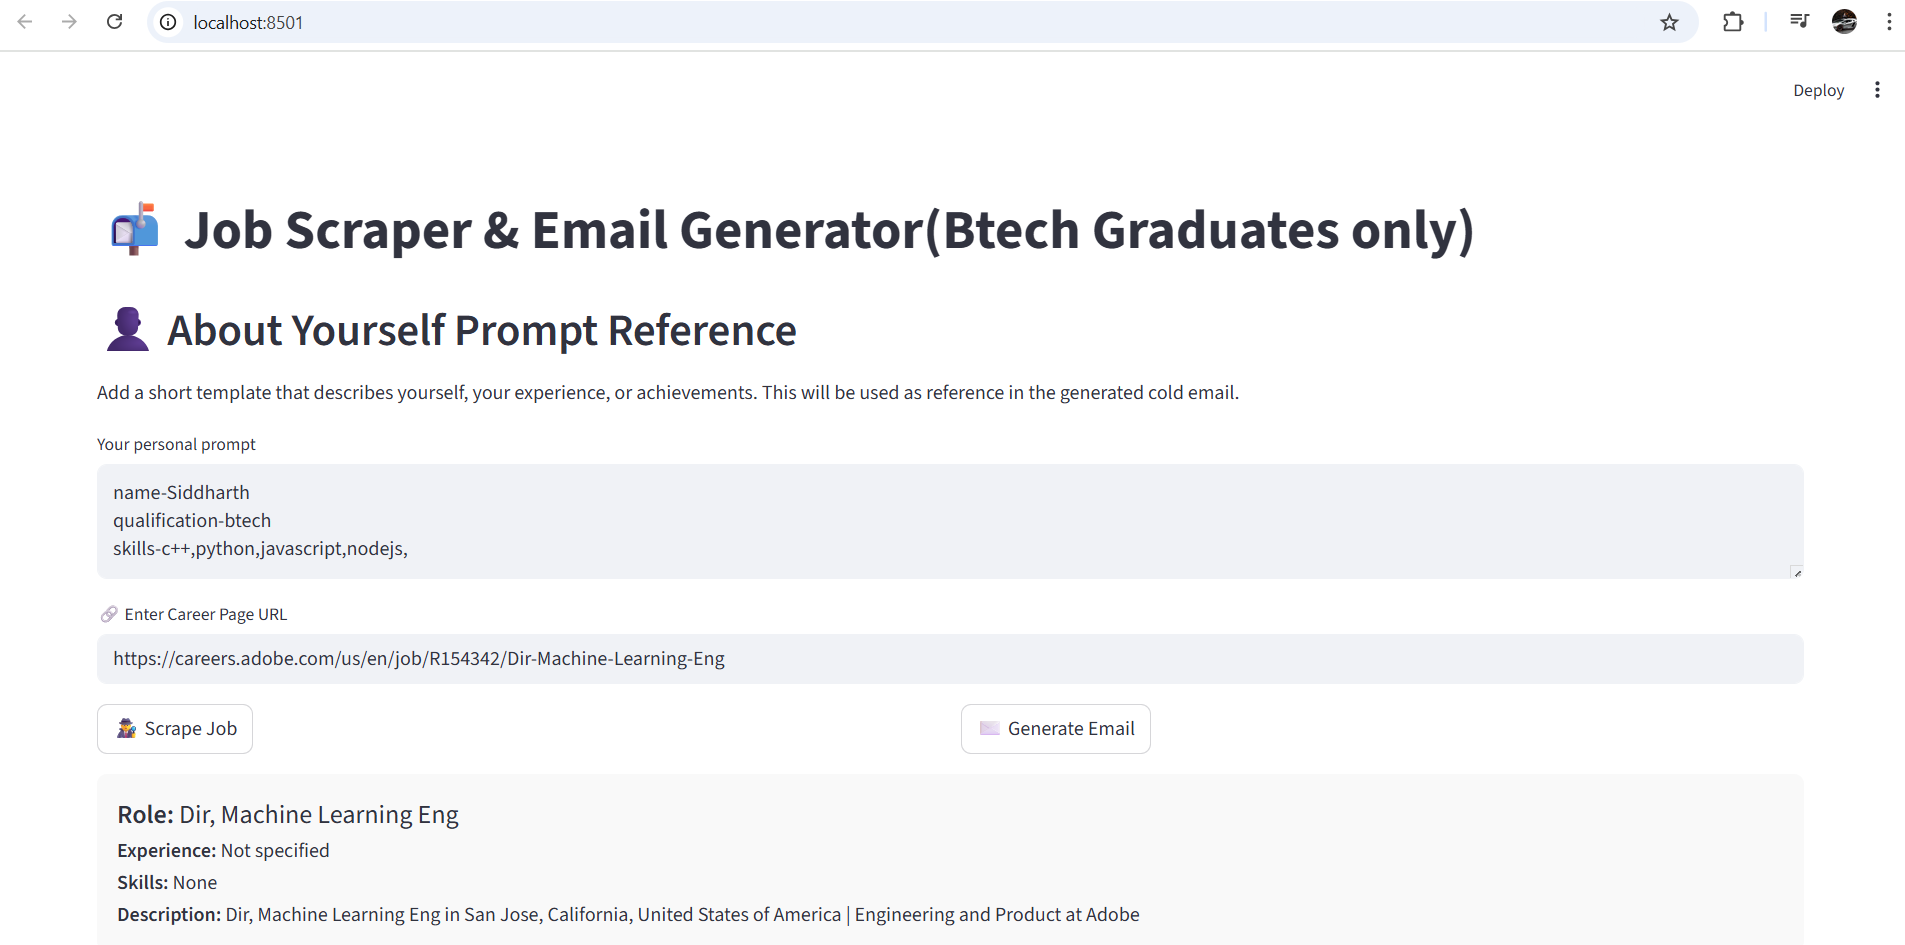 localhost:8501
Deploy
Job Scraper & Email Generator(Btech Graduates only)
About Yourself Prompt Reference
Add a short template that describes yourself, your experience, or achievements. This will be used as reference in the generated cold email.
Your personal prompt
name-Siddharth
qualification-btech
skills-c++,python,javascript,nodejs,
Enter Career Page URL
https://careers.adobe.com/us/en/job/R154342/Dir-Machine-Learning-Eng
Scrape Job
Generate Email
Role: Dir, Machine Learning Eng
Experience: Not specified
Skills: None
Description: Dir, Machine Learning Eng in San Jose, California, United States of America | Engineering and Product at Adobe